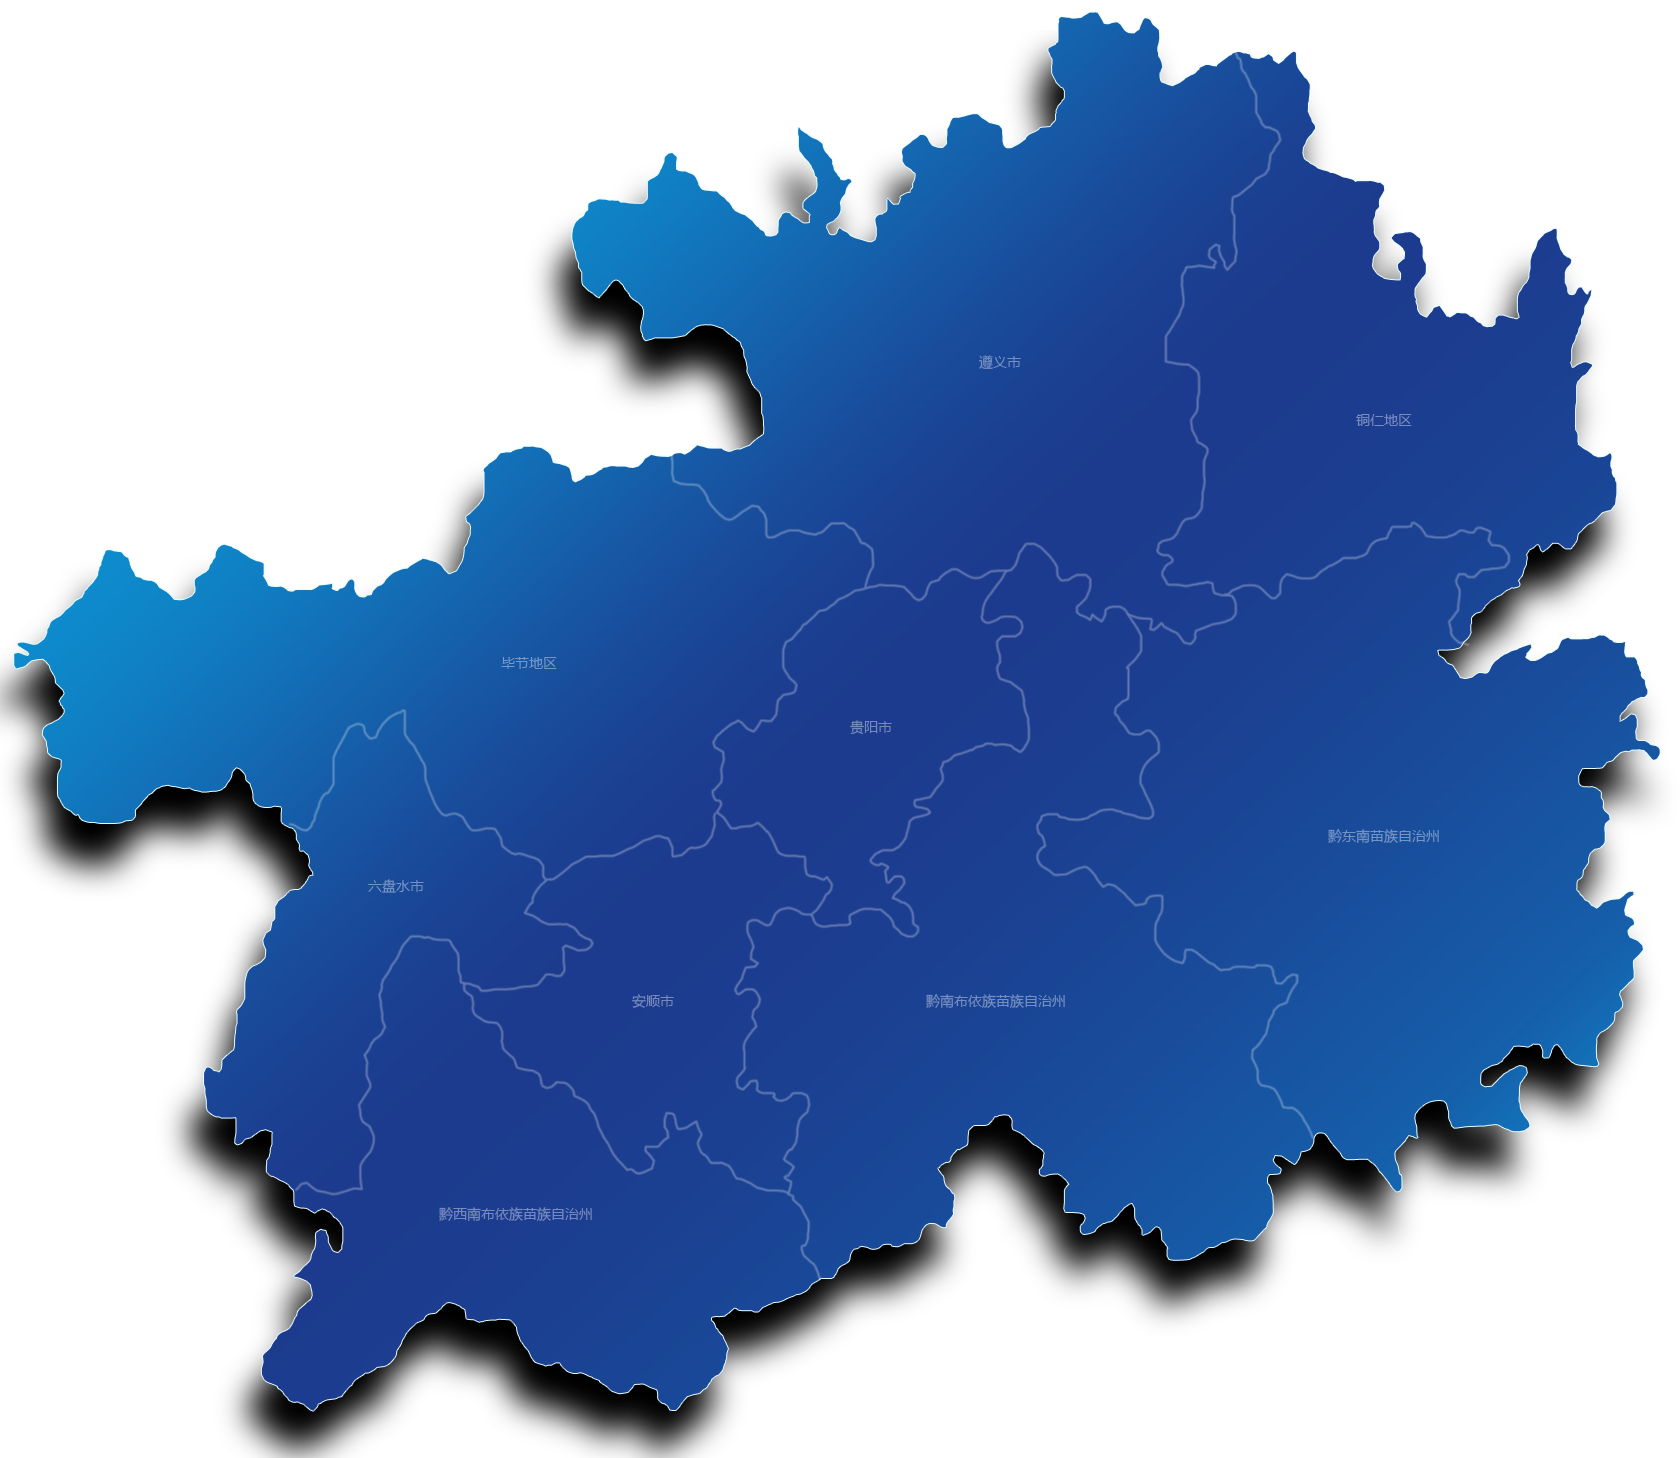 遵义市
铜仁地区
毕节地区
贵阳市
黔东南苗族自治州
六盘水市
安顺市
黔南布依族苗族自治州
黔西南布依族苗族自治州